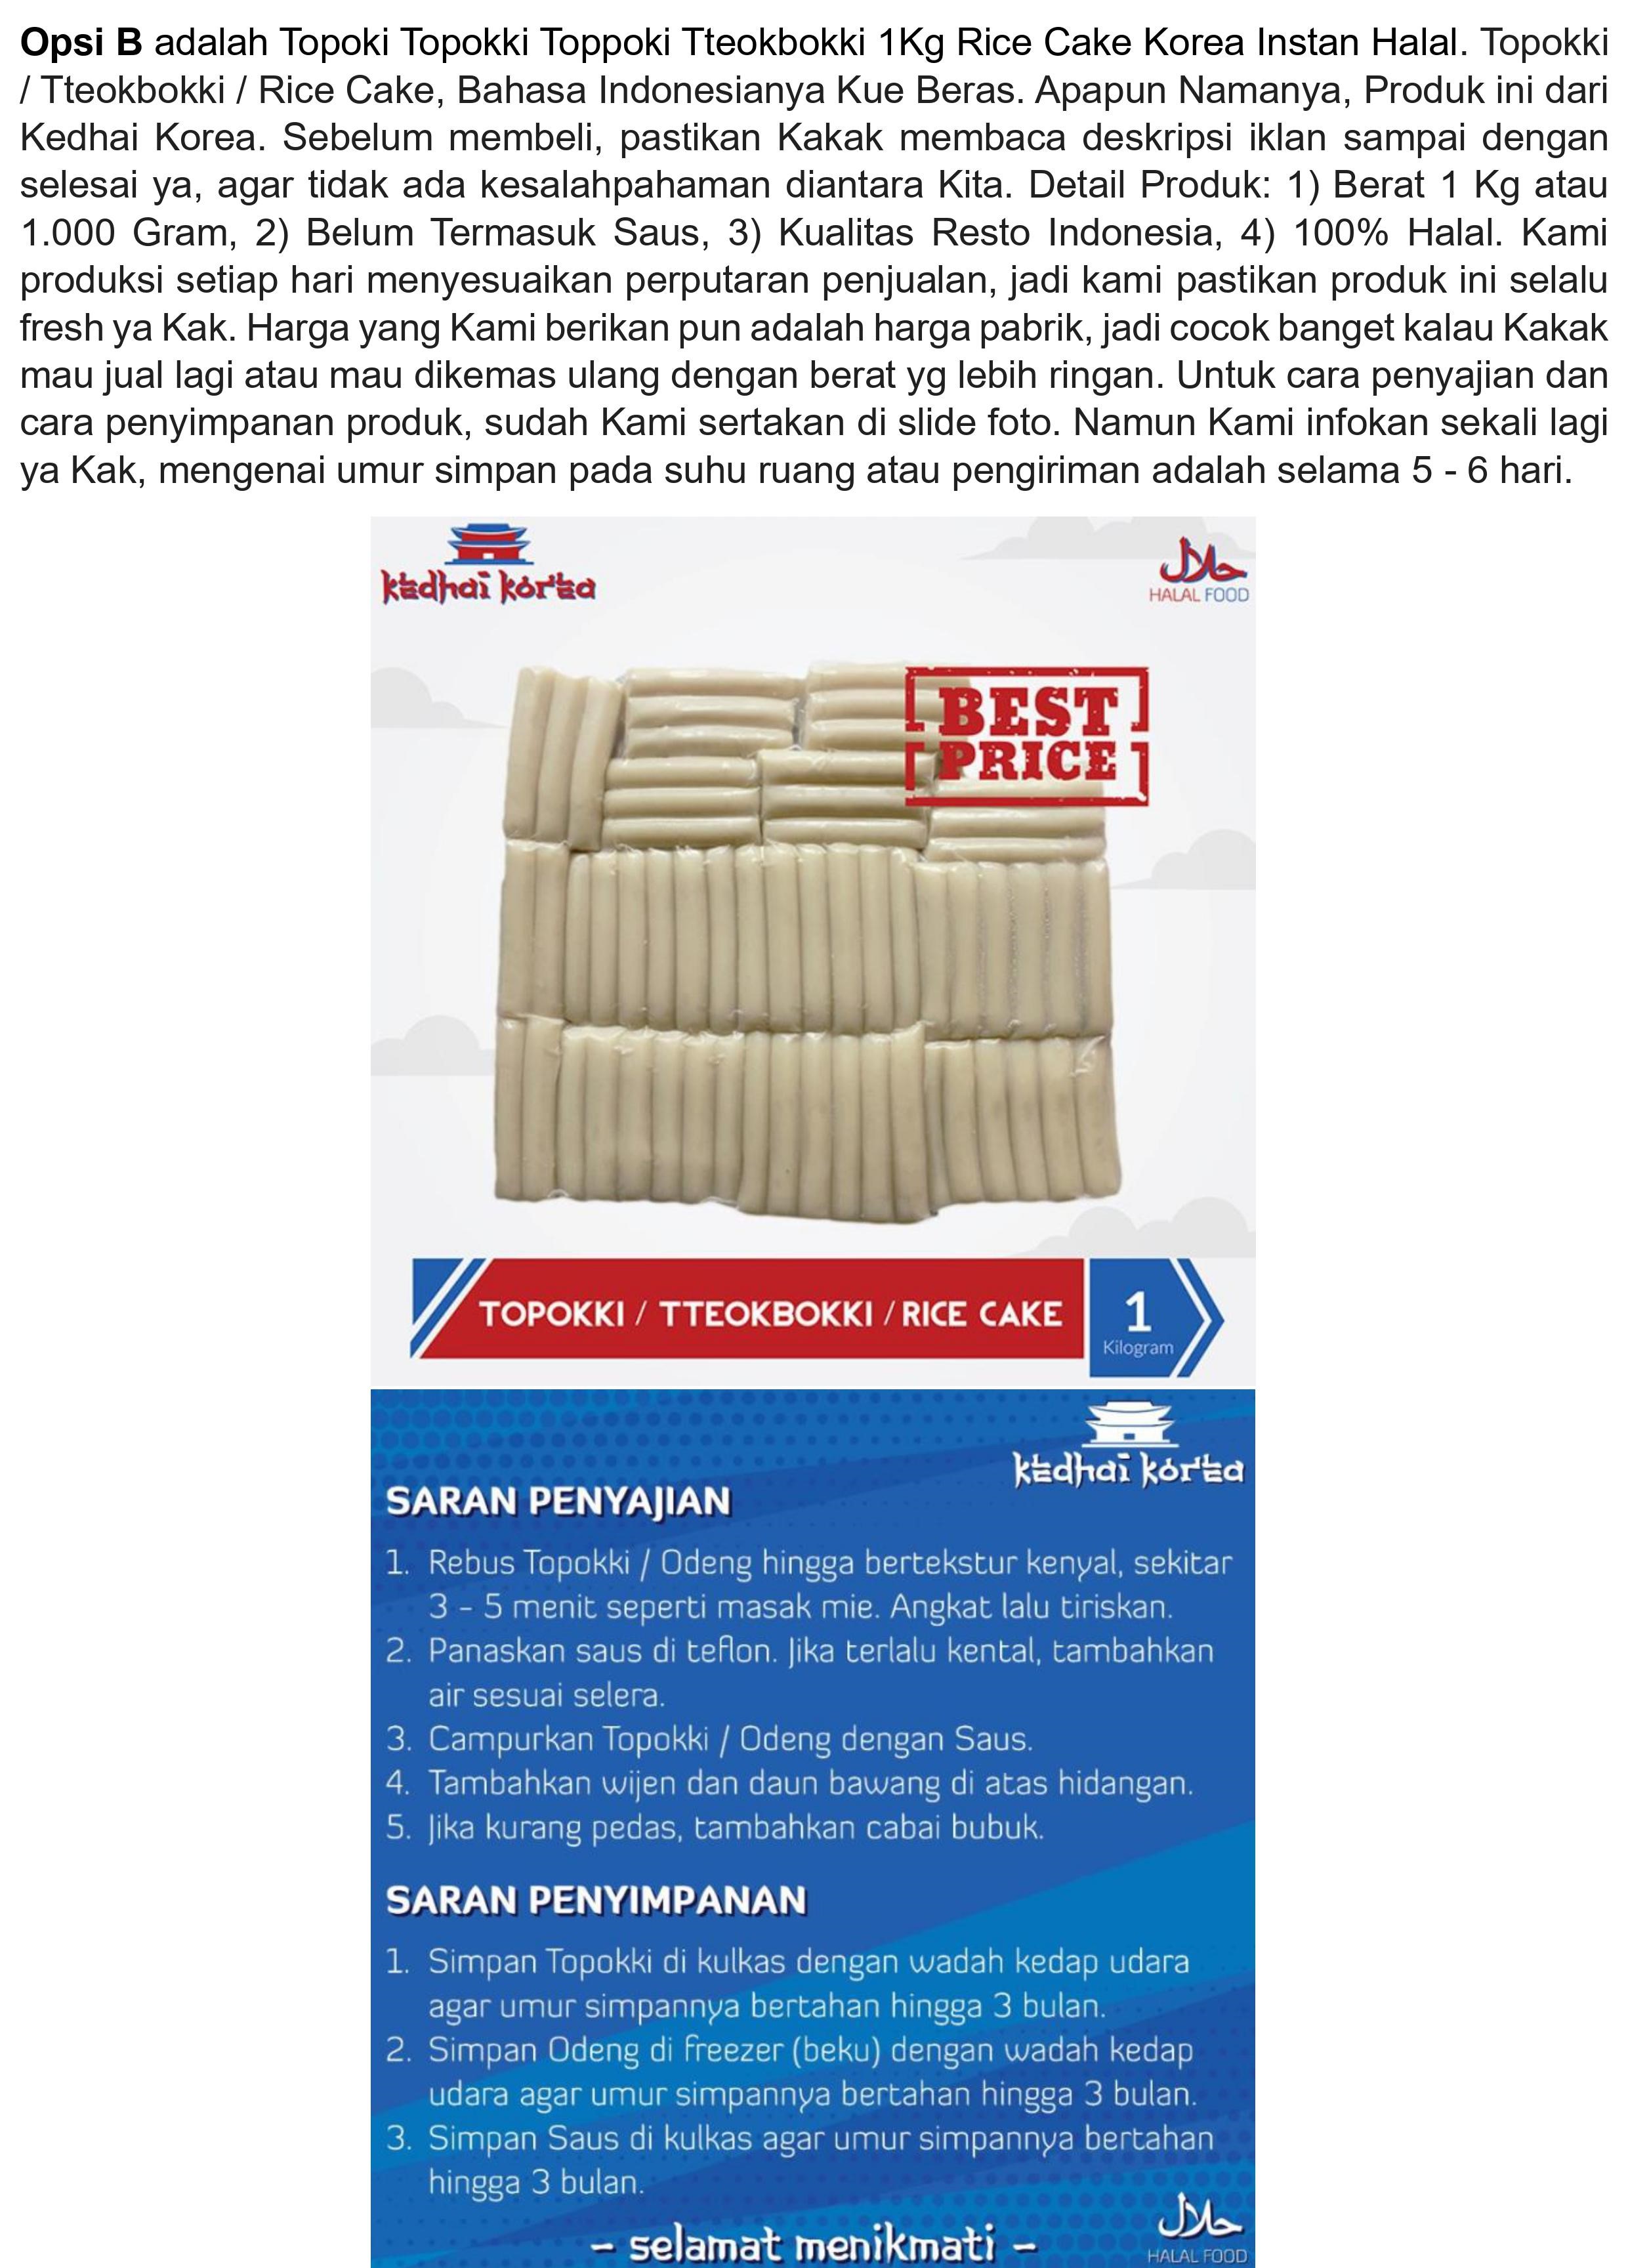 Opsi B adalah Topoki Topokki Toppoki Tteokbokki 1Kg Rice Cake Korea Instan Halal. Topokki
/ Tteokbokki / Rice Cake, Bahasa Indonesianya Kue Beras. Apapun Namanya, Produk ini dari
Kedhai Korea. Sebelum membeli, pastikan Kakak membaca deskripsi iklan sampai dengan
selesai ya, agar tidak ada kesalahpahaman diantara Kita. Detail Produk: 1) Berat 1 Kg atau
1.000 Gram, 2) Belum Termasuk Saus, 3) Kualitas Resto Indonesia, 4) 100% Halal. Kami
produksi setiap hari menyesuaikan perputaran penjualan, jadi kami pastikan produk ini selalu
fresh ya Kak. Harga yang Kami berikan pun adalah harga pabrik, jadi cocok banget kalau Kakak
mau jual lagi atau mau dikemas ulang dengan berat yg lebih ringan. Untuk cara penyajian dan
cara penyimpanan produk, sudah Kami sertakan di slide foto. Namun Kami infokan sekali lagi
ya Kak, mengenai umur simpan pada suhu ruang atau pengiriman adalah selama 5 - 6 hari.
kedhai korea
حلال
HALAL FOOD
BEST
PRICE
TOPOKKI / TTEOKBOKKI / RICE CAKE
1
Kilogram
kedhai korea
SARAN PENYAJIAN
1. Rebus Topokki / Odeng hingga bertekstur kenyal, sekitar
3 - 5 menit seperti masak mie. Angkat lalu tiriskan.
2. Panaskan saus di teflon. Jika terlalu kental, tambahkan
air sesuai selera.
3. Campurkan Topokki / Odeng dengan Saus.
4. Tambahkan wijen dan daun bawang di atas hidangan.
5. Jika kurang pedas, tambahkan cabai bubuk.
SARAN PENYIMPANAN
1. Simpan Topokki di kulkas dengan wadah kedap udara
agar umur simpannya bertahan hingga 3 bulan.
2. Simpan Odeng di freezer (beku) dengan wadah kedap
udara agar umur simpannya bertahan hingga 3 bulan.
3. Simpan Saus di kulkas agar umur simpannya bertahan
hingga 3 bulan.
- selamat menikmati -
حلال
HALAL FOOD